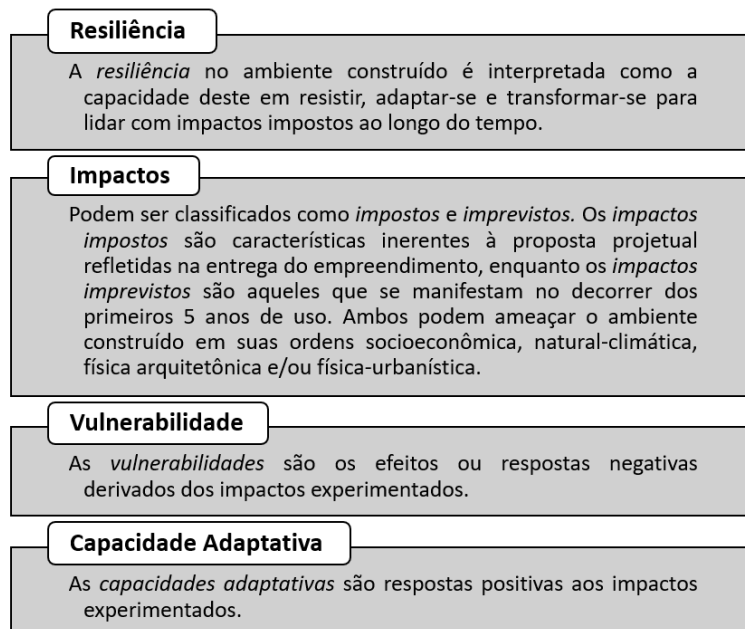 Resiliência
A resiliência no ambiente construído é interpretada como a
capacidade deste em resistir, adaptar-se e transformar-se para
lidar com impactos impostos ao longo do tempo.
Impactos
Podem ser classificados como impostos e imprevistos. Os impactos
impostos são características inerentes à proposta projetual
refletidas na entrega do empreendimento, enquanto os impactos
imprevistos são aqueles que se manifestam no decorrer dos
primeiros 5 anos de uso. Ambos podem ameaçar o ambiente
construído em suas ordens socioeconômica, natural-climática,
física arquitetônica e/ou física-urbanística.
Vulnerabilidade
As vulnerabilidades são os efeitos ou respostas negativas
derivados dos impactos experimentados.
Capacidade Adaptativa
As capacidades adaptativas são respostas positivas aos impactos
experimentados.